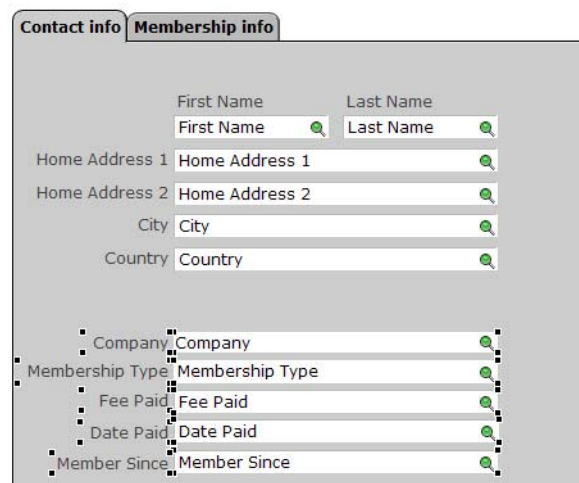 Contact info Membership info
First Name Last Name
First Name Last Name
Home Address 1 Home Address 1
Home Address 2 Home Address 2
City City
Country Country
Company Company
Membership Type Membership Type
Fee Paid Fee Paid
Date Paid Date Paid
Member Since Member Since